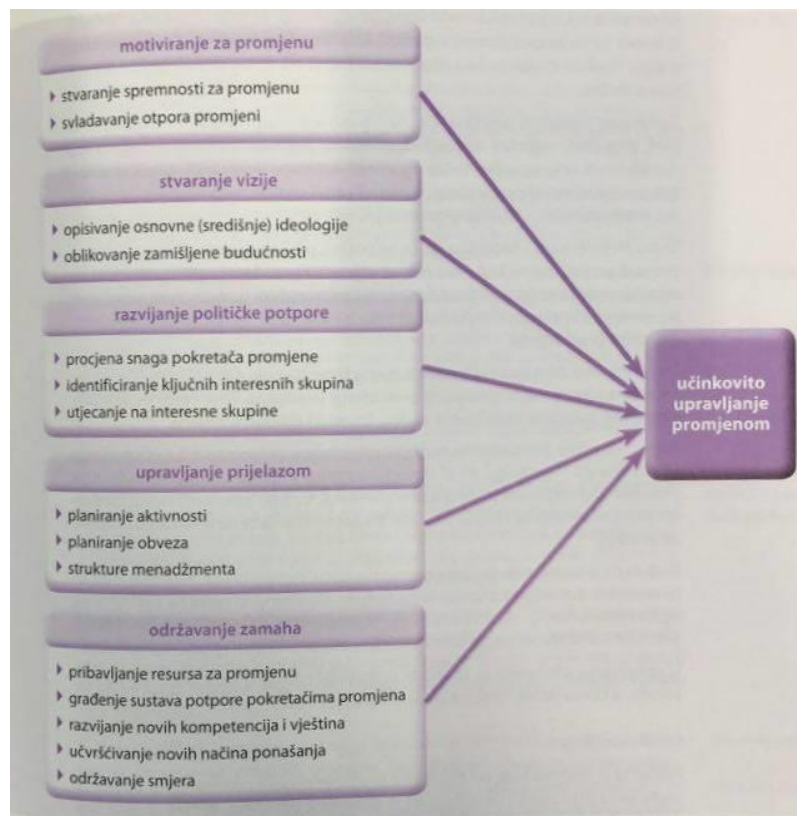 motiviranje za promjenu
stvaranje spremnosti za promjenu
svladavanje otpora promjeni
stvaranje vizije
opisivanje osnovne (središnje) ideologije
oblikovanje zamišljene budućnosti
razvijanje političke potpore
procjena snaga pokretača promjene
identificiranje ključnih interesnih skupina
utjecanje na interesne skupine
upravljanje prijelazom
planiranje aktivnosti
planiranje obveza
strukture menadžmenta
održavanje zamaha
pribavljanje resursa za promjenu
građenje sustava potpore pokretačima promjena
razvijanje novih kompetencija i vještina
učvršćivanje novih načina ponašanja
održavanje smjera
učinkovito
upravljanje
promjenom